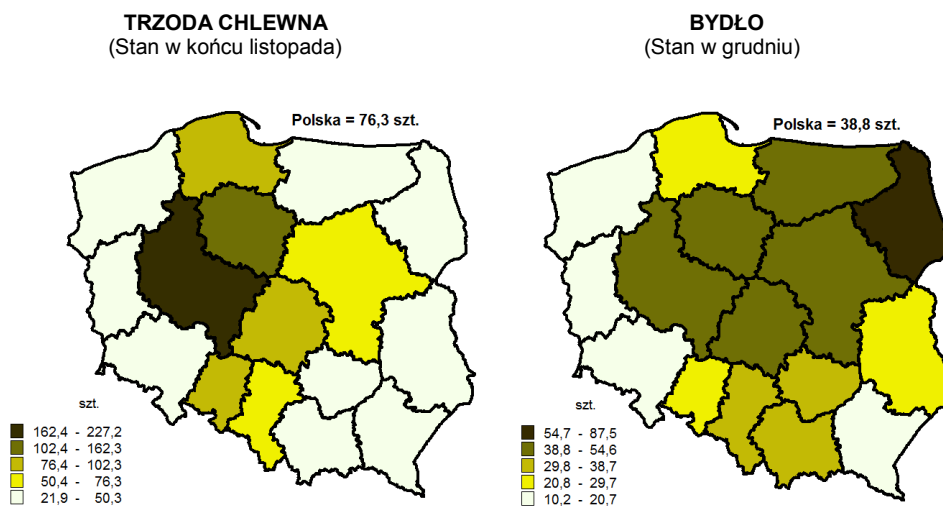 TRZODA CHLEWNA
(Stan w końcu listopada)
Polska = 76,3 szt.
szt.
162,4 - 227,2
102,4 - 162,3
76,4 - 102,3
50,4 - 76,3
21,9 - 50,3
BYDŁO
(Stan w grudniu)
Polska = 38,8 szt.
szt.
54,7 - 87,5
38,8 - 54,6
29,8 - 38,7
20,8 - 29,7
10,2 - 20,7